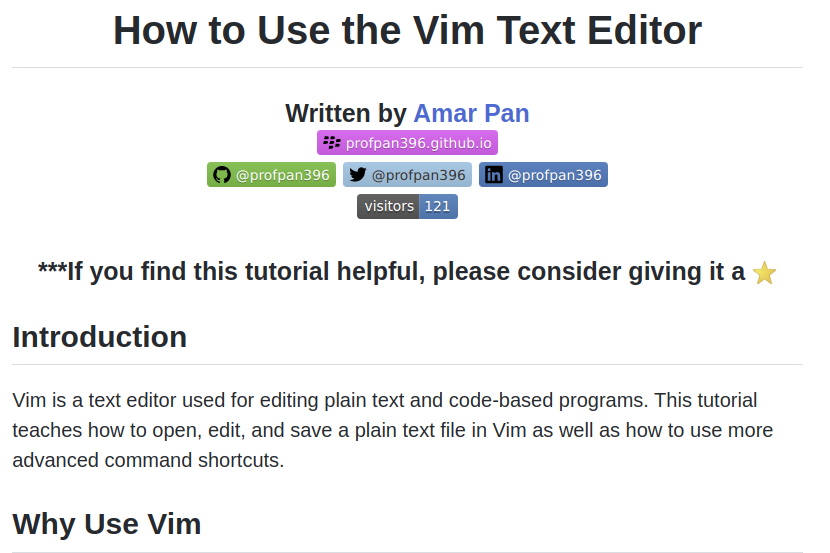 How to Use the Vim Text Editor
Written by Amar Pan
profpan396.github.io
@profpan396 @profpan396 @profpan396
visitors 121
***If you find this tutorial helpful, please consider giving it a ⭐
Introduction
Vim is a text editor used for editing plain text and code-based programs. This tutorial
teaches how to open, edit, and save a plain text file in Vim as well as how to use more
advanced command shortcuts.
Why Use Vim